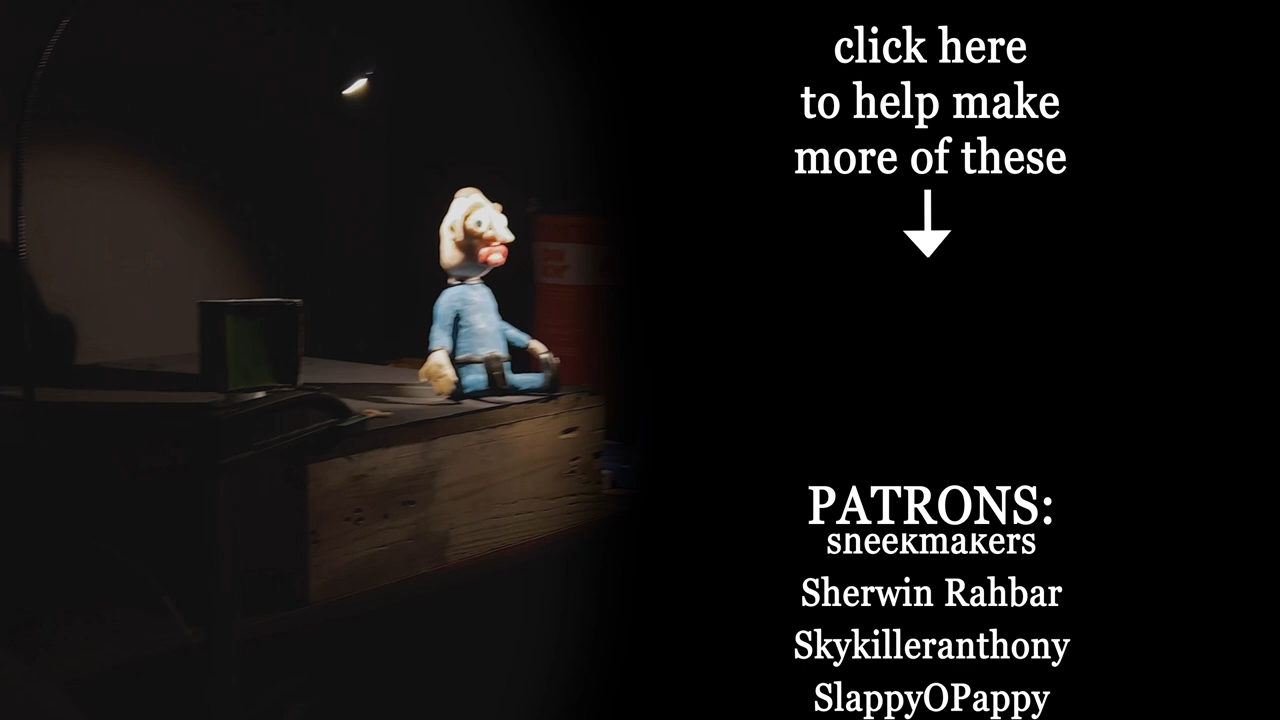 click here
to help make
more of these
PATRONS:
sneekmakers
Sherwin Rahbar
Skykilleranthony
SlappyOPappy